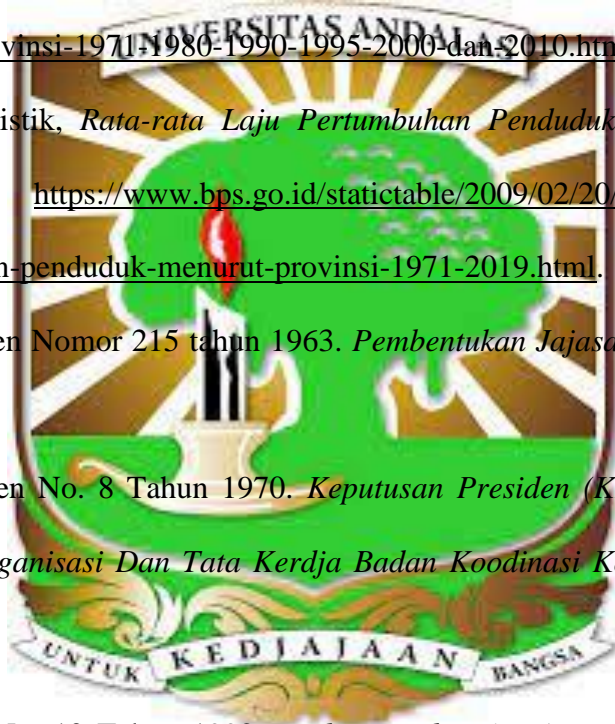 UNIVERSITAS ANDALAS
vinsi-1971-1980-1990-1995-2000-dan-2010.htm
istik, Rata-rata Laju Pertumbuhan Penduduk
https://www.bps.go.id/statictable/2009/02/20/
n-penduduk-menurut-provinsi-1971-2019.html.
en Nomor 215 tahun 1963. Pembentukan Jajasa
en No. 8 Tahun 1970. Keputusan Presiden (K
ganisasi Dan Tata Kerdja Badan Koodinasi K
UNTUK KEDJAJAAN BANGSA